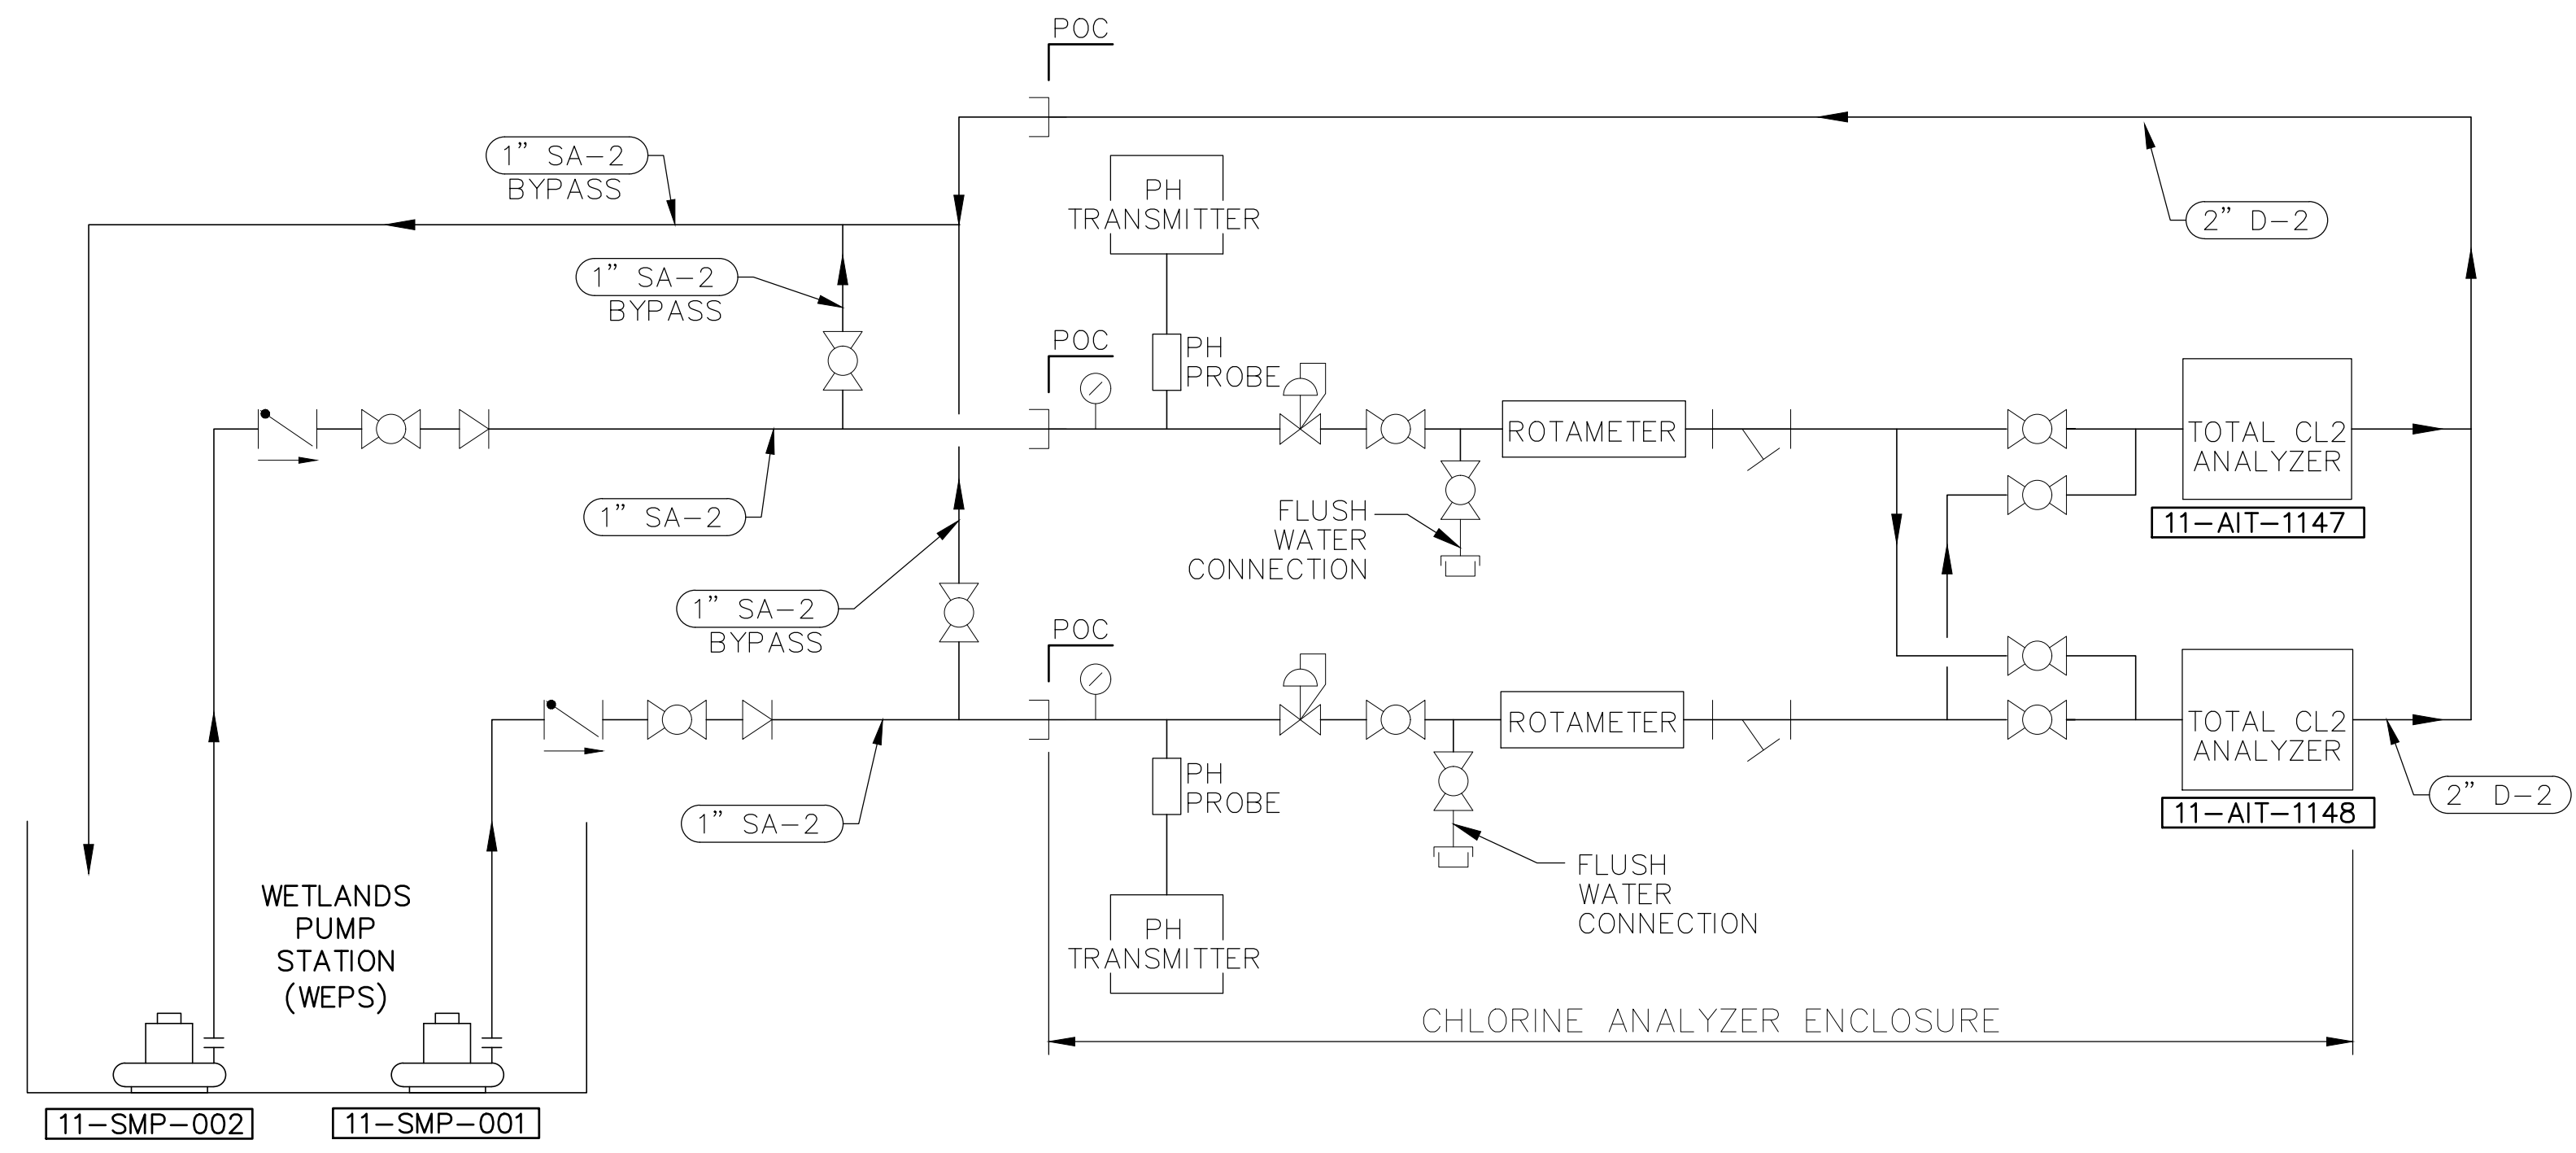 POC
1” SA–2
BYPASS
PH
TRANSMITTER
2” D–2
1” SA–2
BYPASS
POC
PH
PROBE
ROTAMETER
TOTAL CL2
ANALYZER
11–AIT–1147
1” SA–2
FLUSH
WATER
CONNECTION
1” SA–2
BYPASS
POC
ROTAMETER
TOTAL CL2
ANALYZER
11–AIT–1148
2” D–2
PH
PROBE
1” SA–2
FLUSH
WATER
CONNECTION
WETLANDS
PUMP
STATION
(WEPS)
PH
TRANSMITTER
CHLORINE ANALYZER ENCLOSURE
11–SMP–002
11–SMP–001